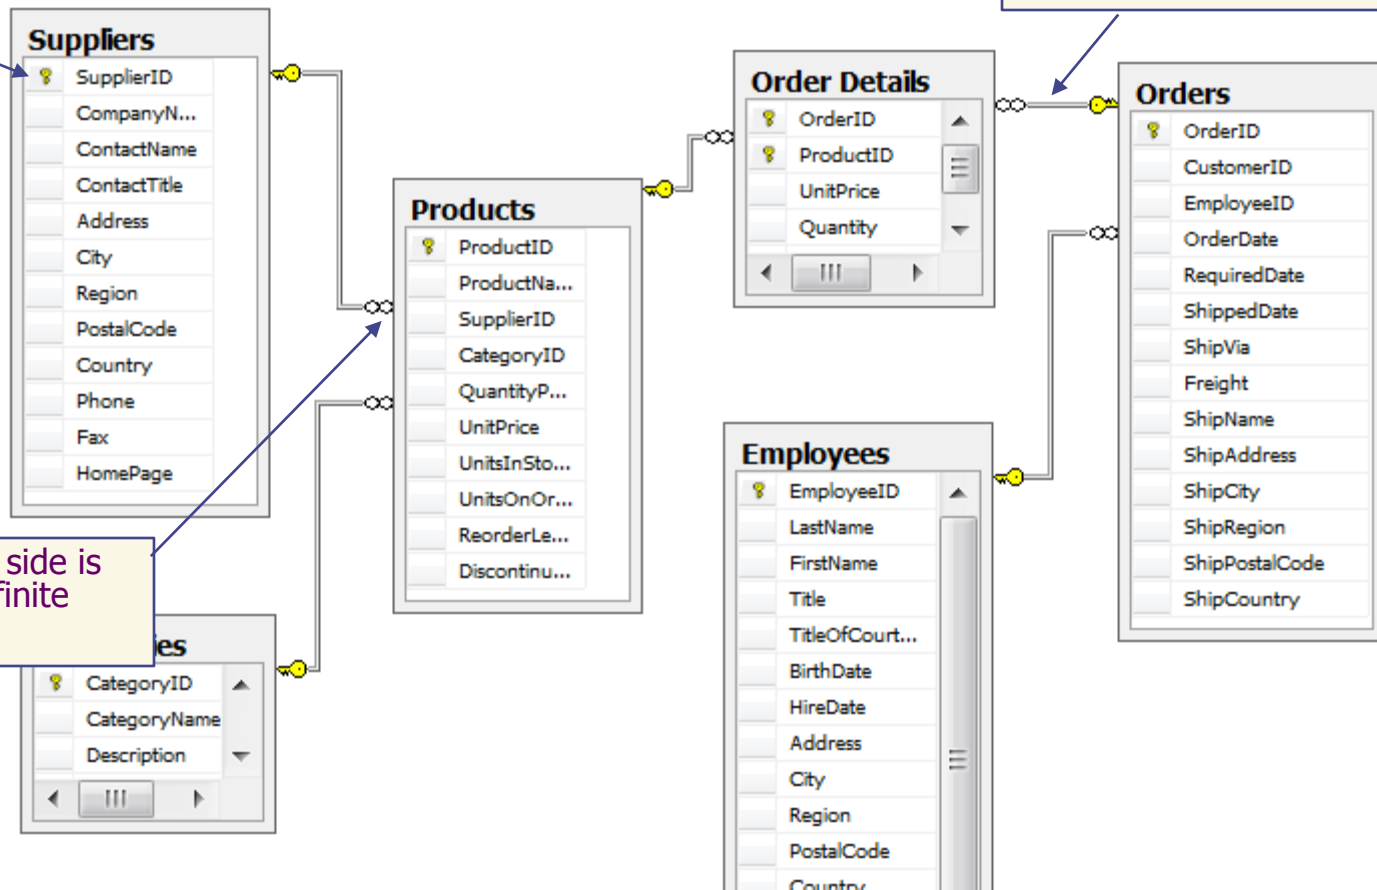 Suppliers
SupplierID
CompanyN...
ContactName
ContactTitle
Address
City
Region
PostalCode
Country
Phone
Fax
HomePage
Products
ProductID
ProductNa...
SupplierID
CategoryID
QuantityP...
UnitPrice
UnitsInSto...
UnitsOnOr...
ReorderLe...
Discontinu...
Order Details
OrderID
ProductID
UnitPrice
Quantity
Orders
OrderID
CustomerID
EmployeeID
OrderDate
RequiredDate
ShippedDate
ShipVia
Freight
ShipName
ShipAddress
ShipCity
ShipRegion
ShipPostalCode
ShipCountry
side is
finite
ies
CategoryID
CategoryName
Description
Employees
EmployeeID
LastName
FirstName
Title
TitleOfCourt...
BirthDate
HireDate
Address
City
Region
PostalCode
Country